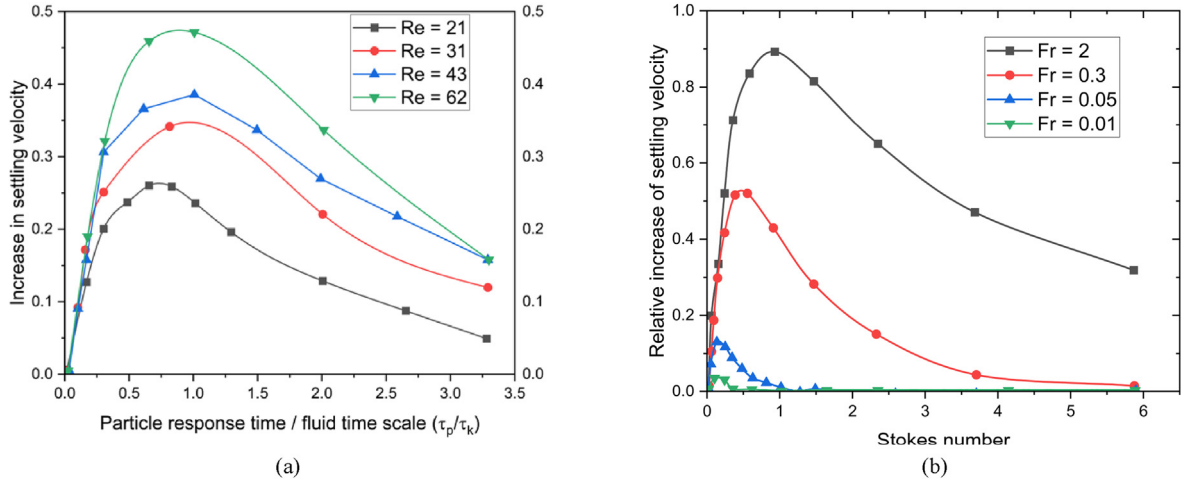 0.5
0.4
0.3
0.2
0.1
0.0
0.5
0.4
0.3
0.2
0.1
0.0
Increase in settling velocity
Re = 21
Re = 31
Re = 43
Re = 62
0.0 0.5 1.0 1.5 2.0 2.5 3.0 3.5
Particle response time / fluid time scale (τp/τk)
(a)
1.0
0.8
0.6
0.4
0.2
0.0
Relative increase of settling velocity
Fr = 2
Fr = 0.3
Fr = 0.05
Fr = 0.01
0 1 2 3 4 5 6
Stokes number
(b)